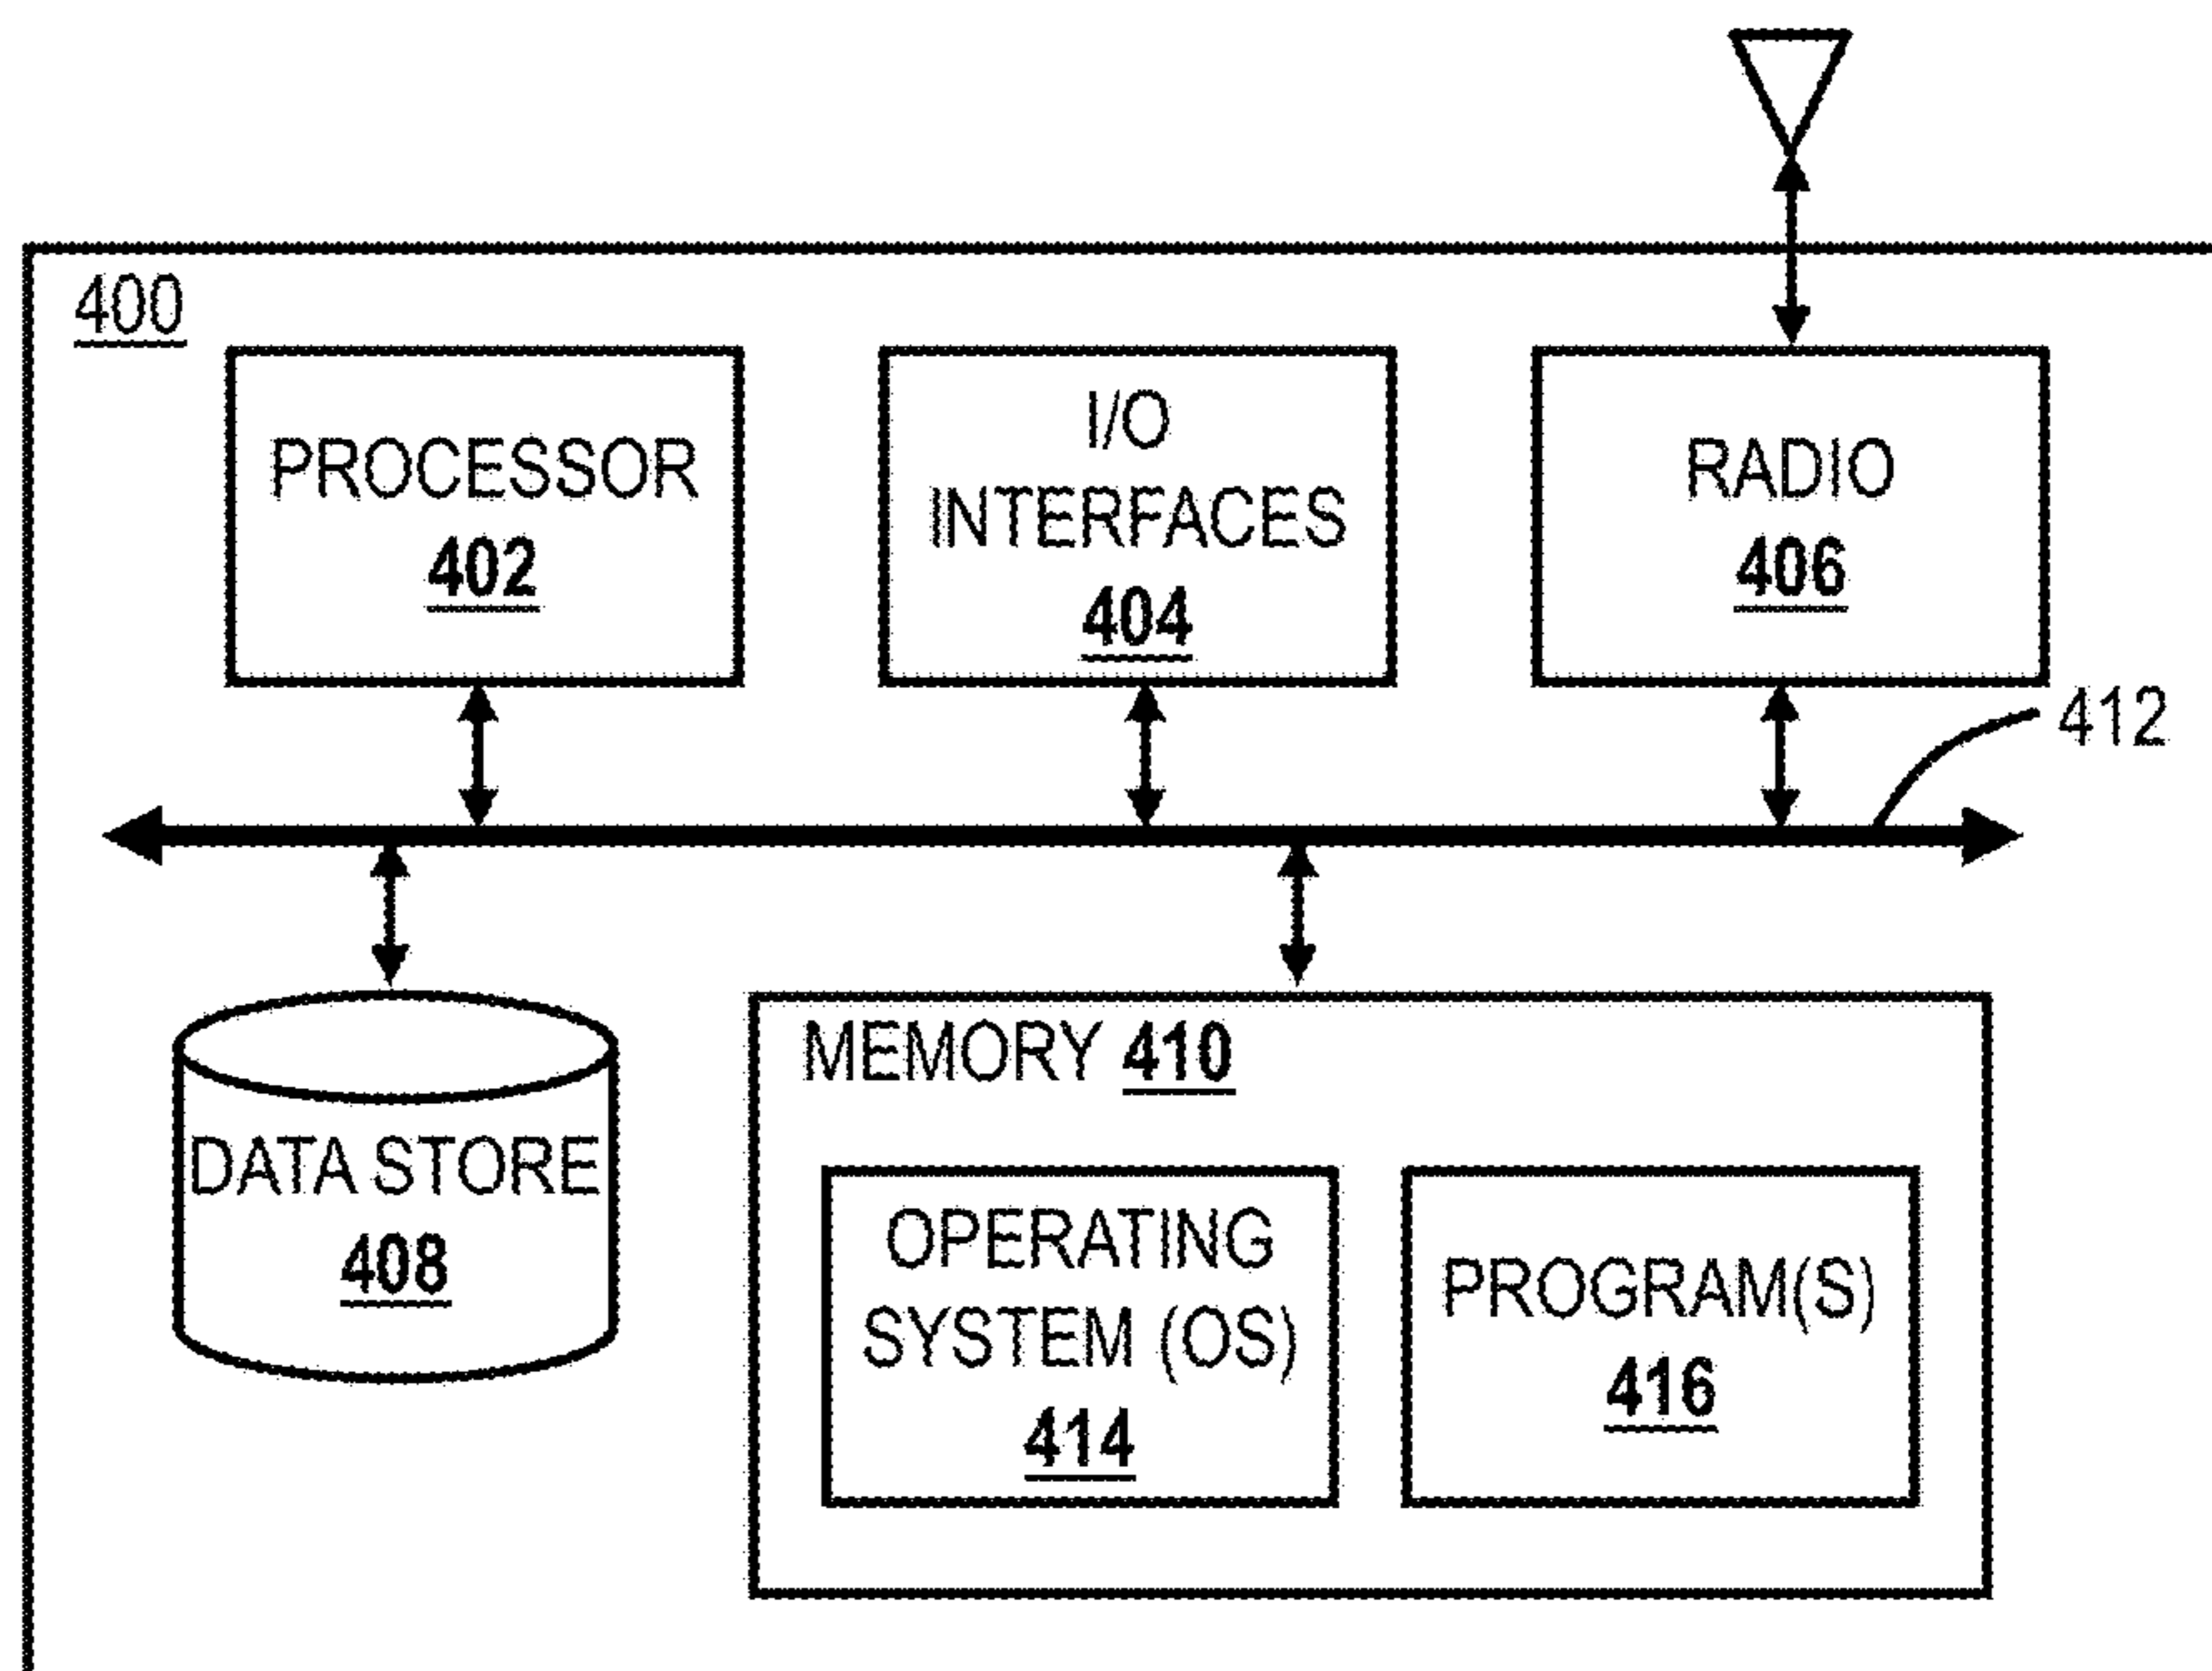 400
PROCESSOR
402
I/O
INTERFACES
404
RADIO
406
412
DATA STORE
408
MEMORY 410
OPERATING
SYSTEM (OS)
414
PROGRAM(S)
416